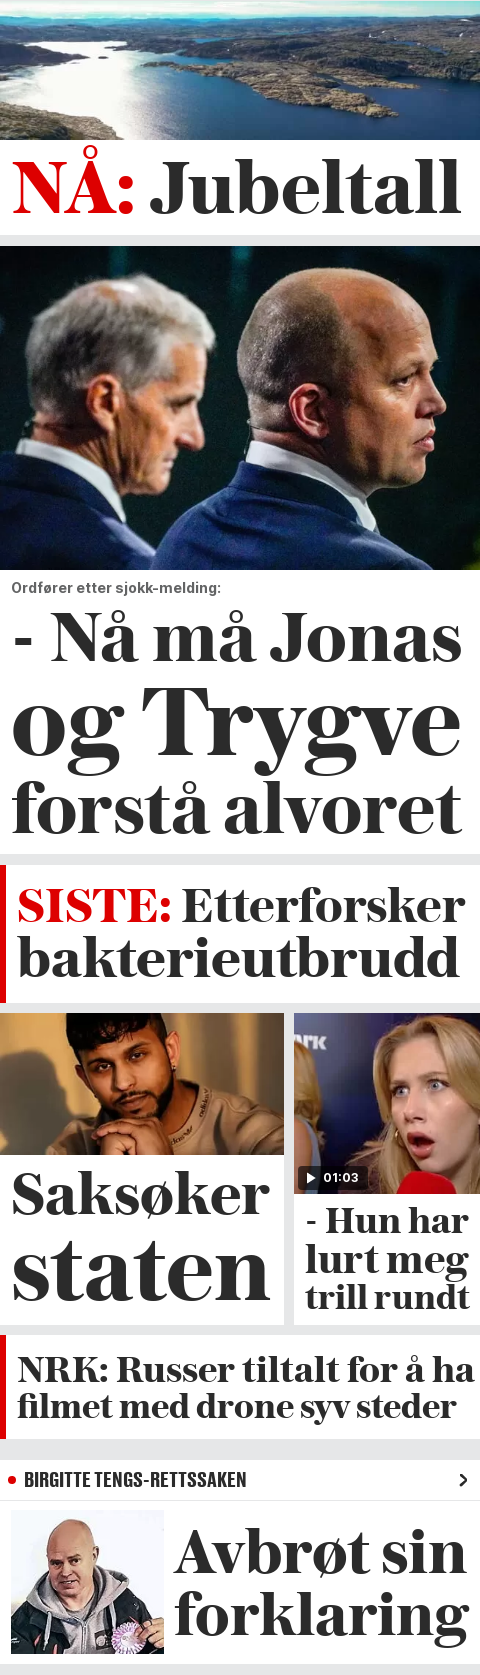 NÅ: Jubeltall
Ordfører etter sjokk-melding:
- Nå må Jonas
og Trygve
forstå alvoret
SISTE: Etterforsker
bakterieutbrudd
adidas
RK
01:03
Saksøker
staten
- Hun har
lurt meg
trill rundt
NRK: Russer tiltalt for å ha
filmet med drone syv steder
BIRGITTE TENGS-RETTSSAKEN
Avbrøt sin
forklaring